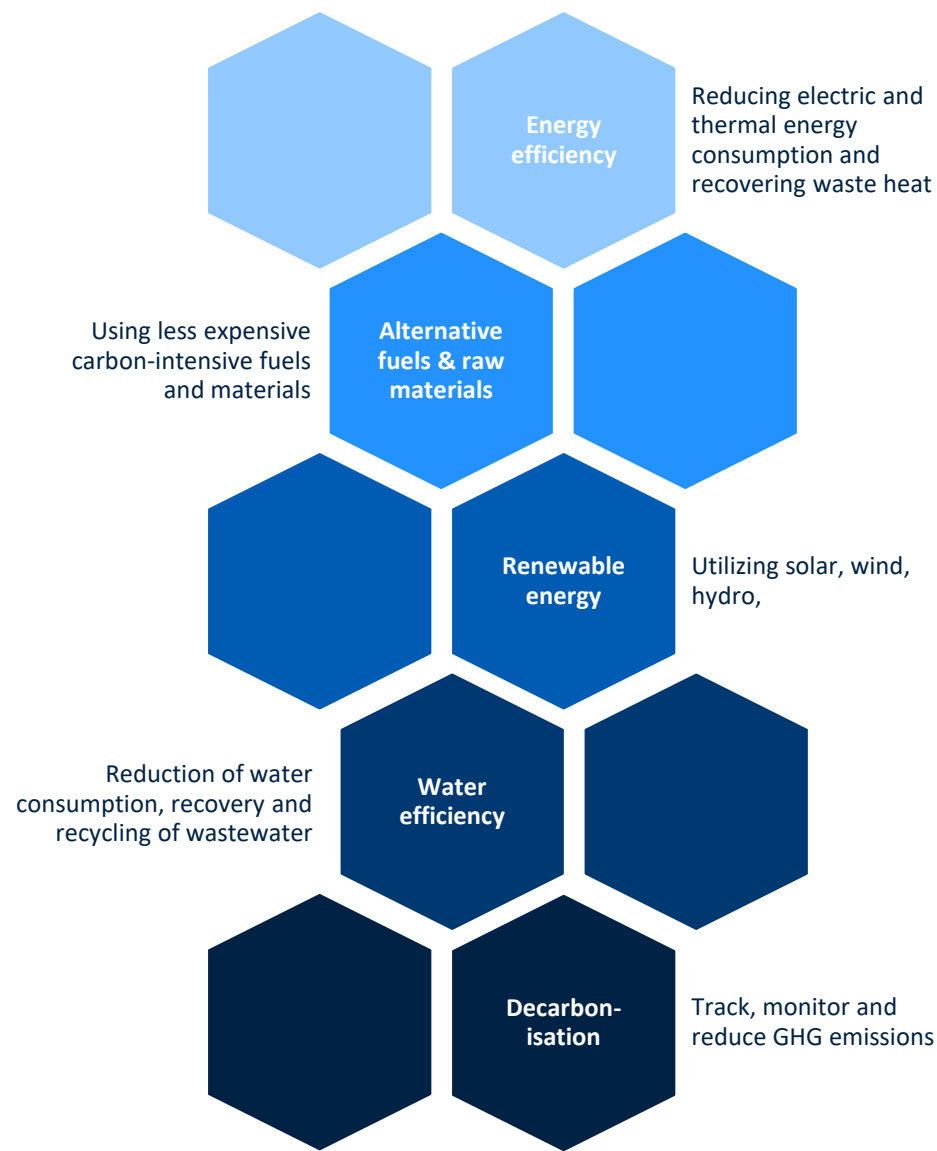 Energy
efficiency
Reducing electric and
thermal energy
consumption and
recovering waste heat
Using less expensive
carbon-intensive fuels
and materials
Alternative
fuels & raw
materials
Renewable
energy
Utilizing solar, wind,
hydro,
Reduction of water
consumption, recovery and
recycling of wastewater
Water
efficiency
Decarbon-
isation
Track, monitor and
reduce GHG emissions